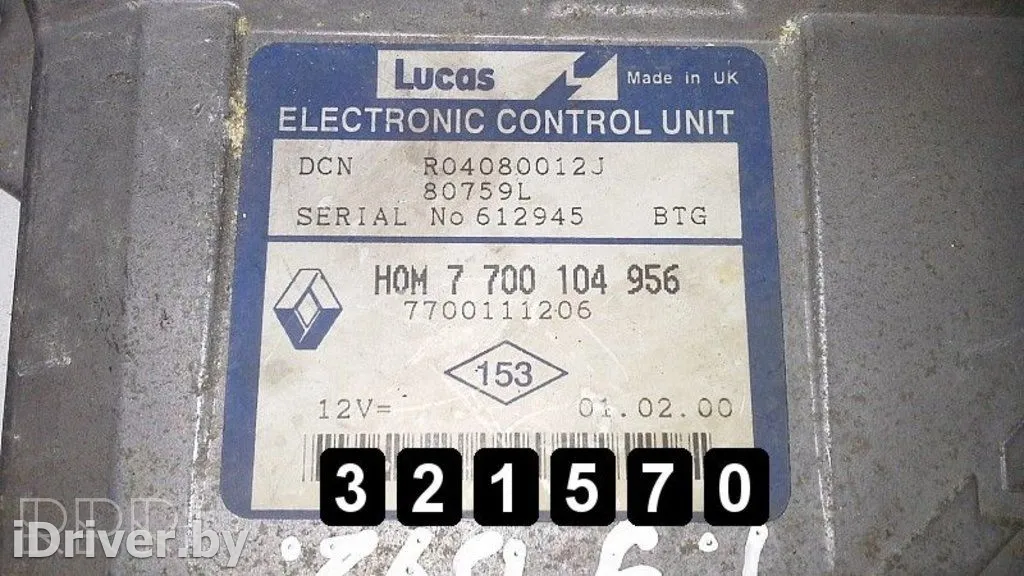 Lucas Made in UK
ELECTRONIC CONTROL UNIT
DCN R04080012J
80759L
SERIAL No 612945 BTG
HOM 7 700 104 956
7700111206
153
12V= 01.02.00
321570
iDriver.by